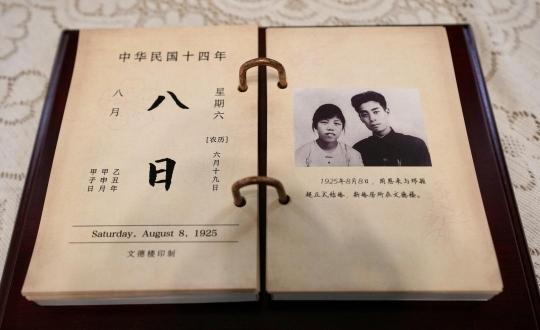 中华民国十四年
八月
八日
星期六
[农历]
六月十九日
乙丑年
甲申月
甲子日
Saturday, August 8, 1925
文德楼印制
1925年8月8日，周恩来与邓颖
超正式结婚，新婚居所在文德楼。